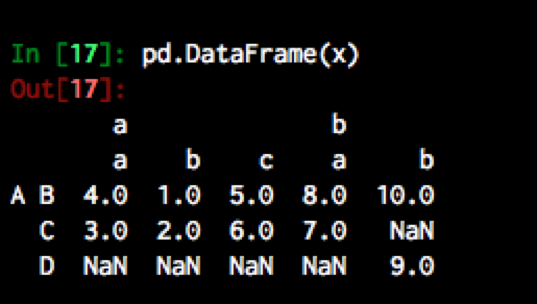 In [17]: pd.DataFrame(x)
Out[17]:
a b
a b c a b
A B 4.0 1.0 5.0 8.0 10.0
C 3.0 2.0 6.0 7.0 NaN
D NaN NaN NaN NaN 9.0